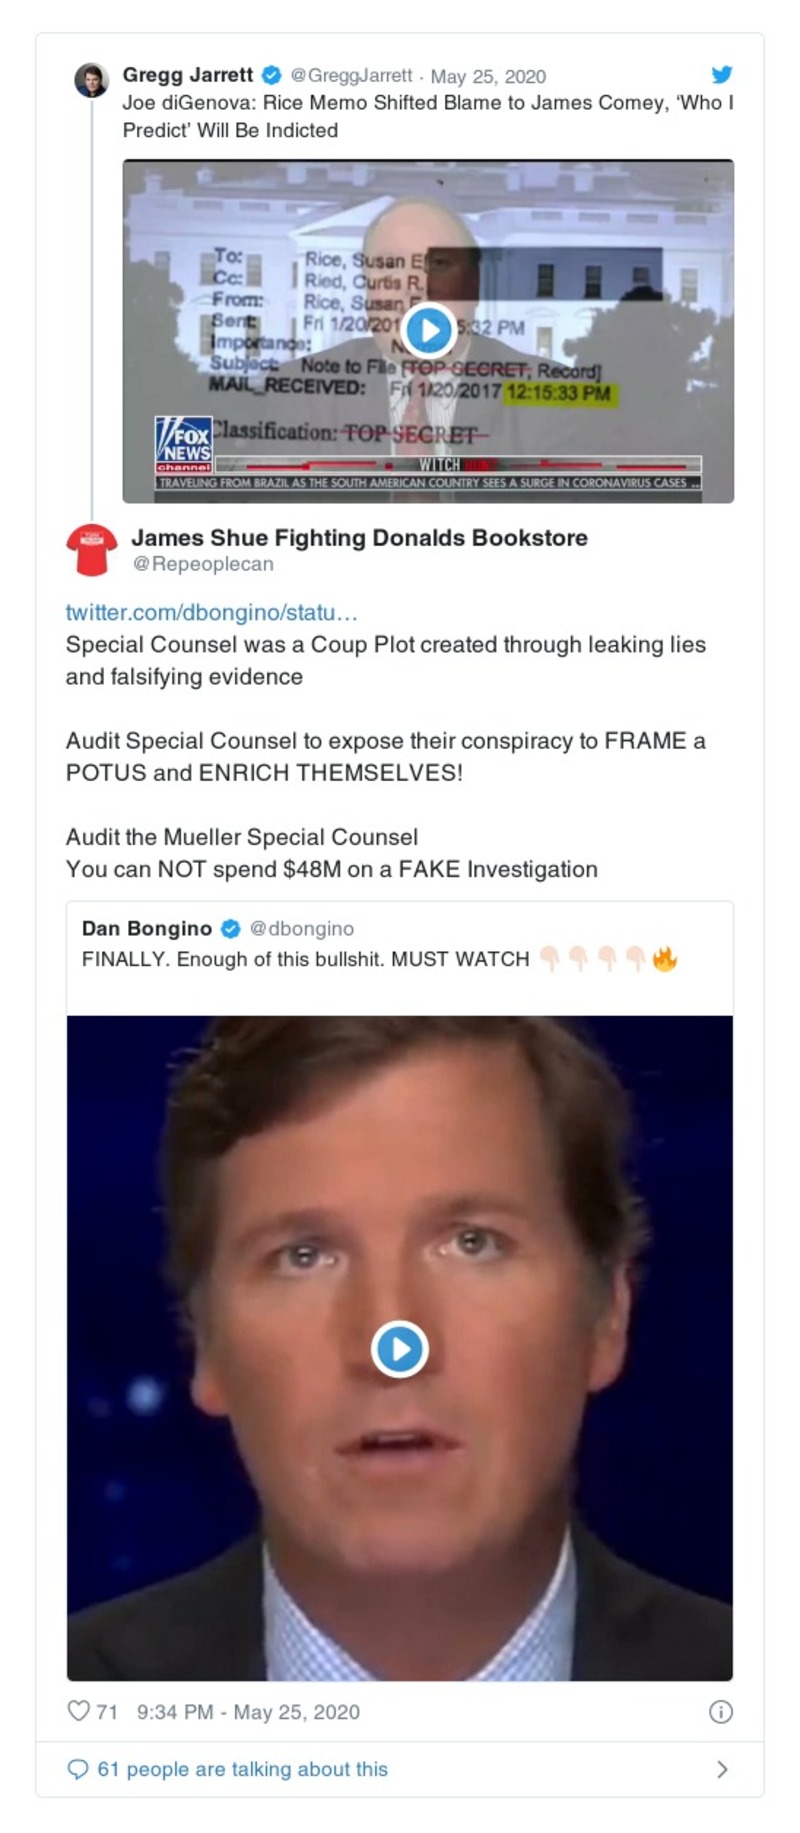 Gregg Jarrett @GreggJarrett · May 25, 2020
Joe diGenova: Rice Memo Shifted Blame to James Comey, ‘Who I
Predict’ Will Be Indicted
To: Rice, Susan E
Cc: Ried, Curtis R.
From: Rice, Susan
Sent: Fri 1/20/201 5:32 PM
Importance:
Subject: Note to File [TOP SECRET, Record]
MAIL_RECEIVED: Fri 1/20/2017 12:15:33 PM
Classification: TOP SECRET
FOX
NEWS
channel
WITCH HUNT
TRAVELING FROM BRAZIL AS THE SOUTH AMERICAN COUNTRY SEES A SURGE IN CORONAVIRUS CASES ...
James Shue Fighting Donalds Bookstore
@Repeoplecan
twitter.com/dbongino/statu…
Special Counsel was a Coup Plot created through leaking lies
and falsifying evidence
Audit Special Counsel to expose their conspiracy to FRAME a
POTUS and ENRICH THEMSELVES!
Audit the Mueller Special Counsel
You can NOT spend $48M on a FAKE Investigation
Dan Bongino @dbongino
FINALLY. Enough of this bullshit. MUST WATCH 👇🏻👇🏻👇🏻👇🏻🔥
71 9:34 PM - May 25, 2020
61 people are talking about this